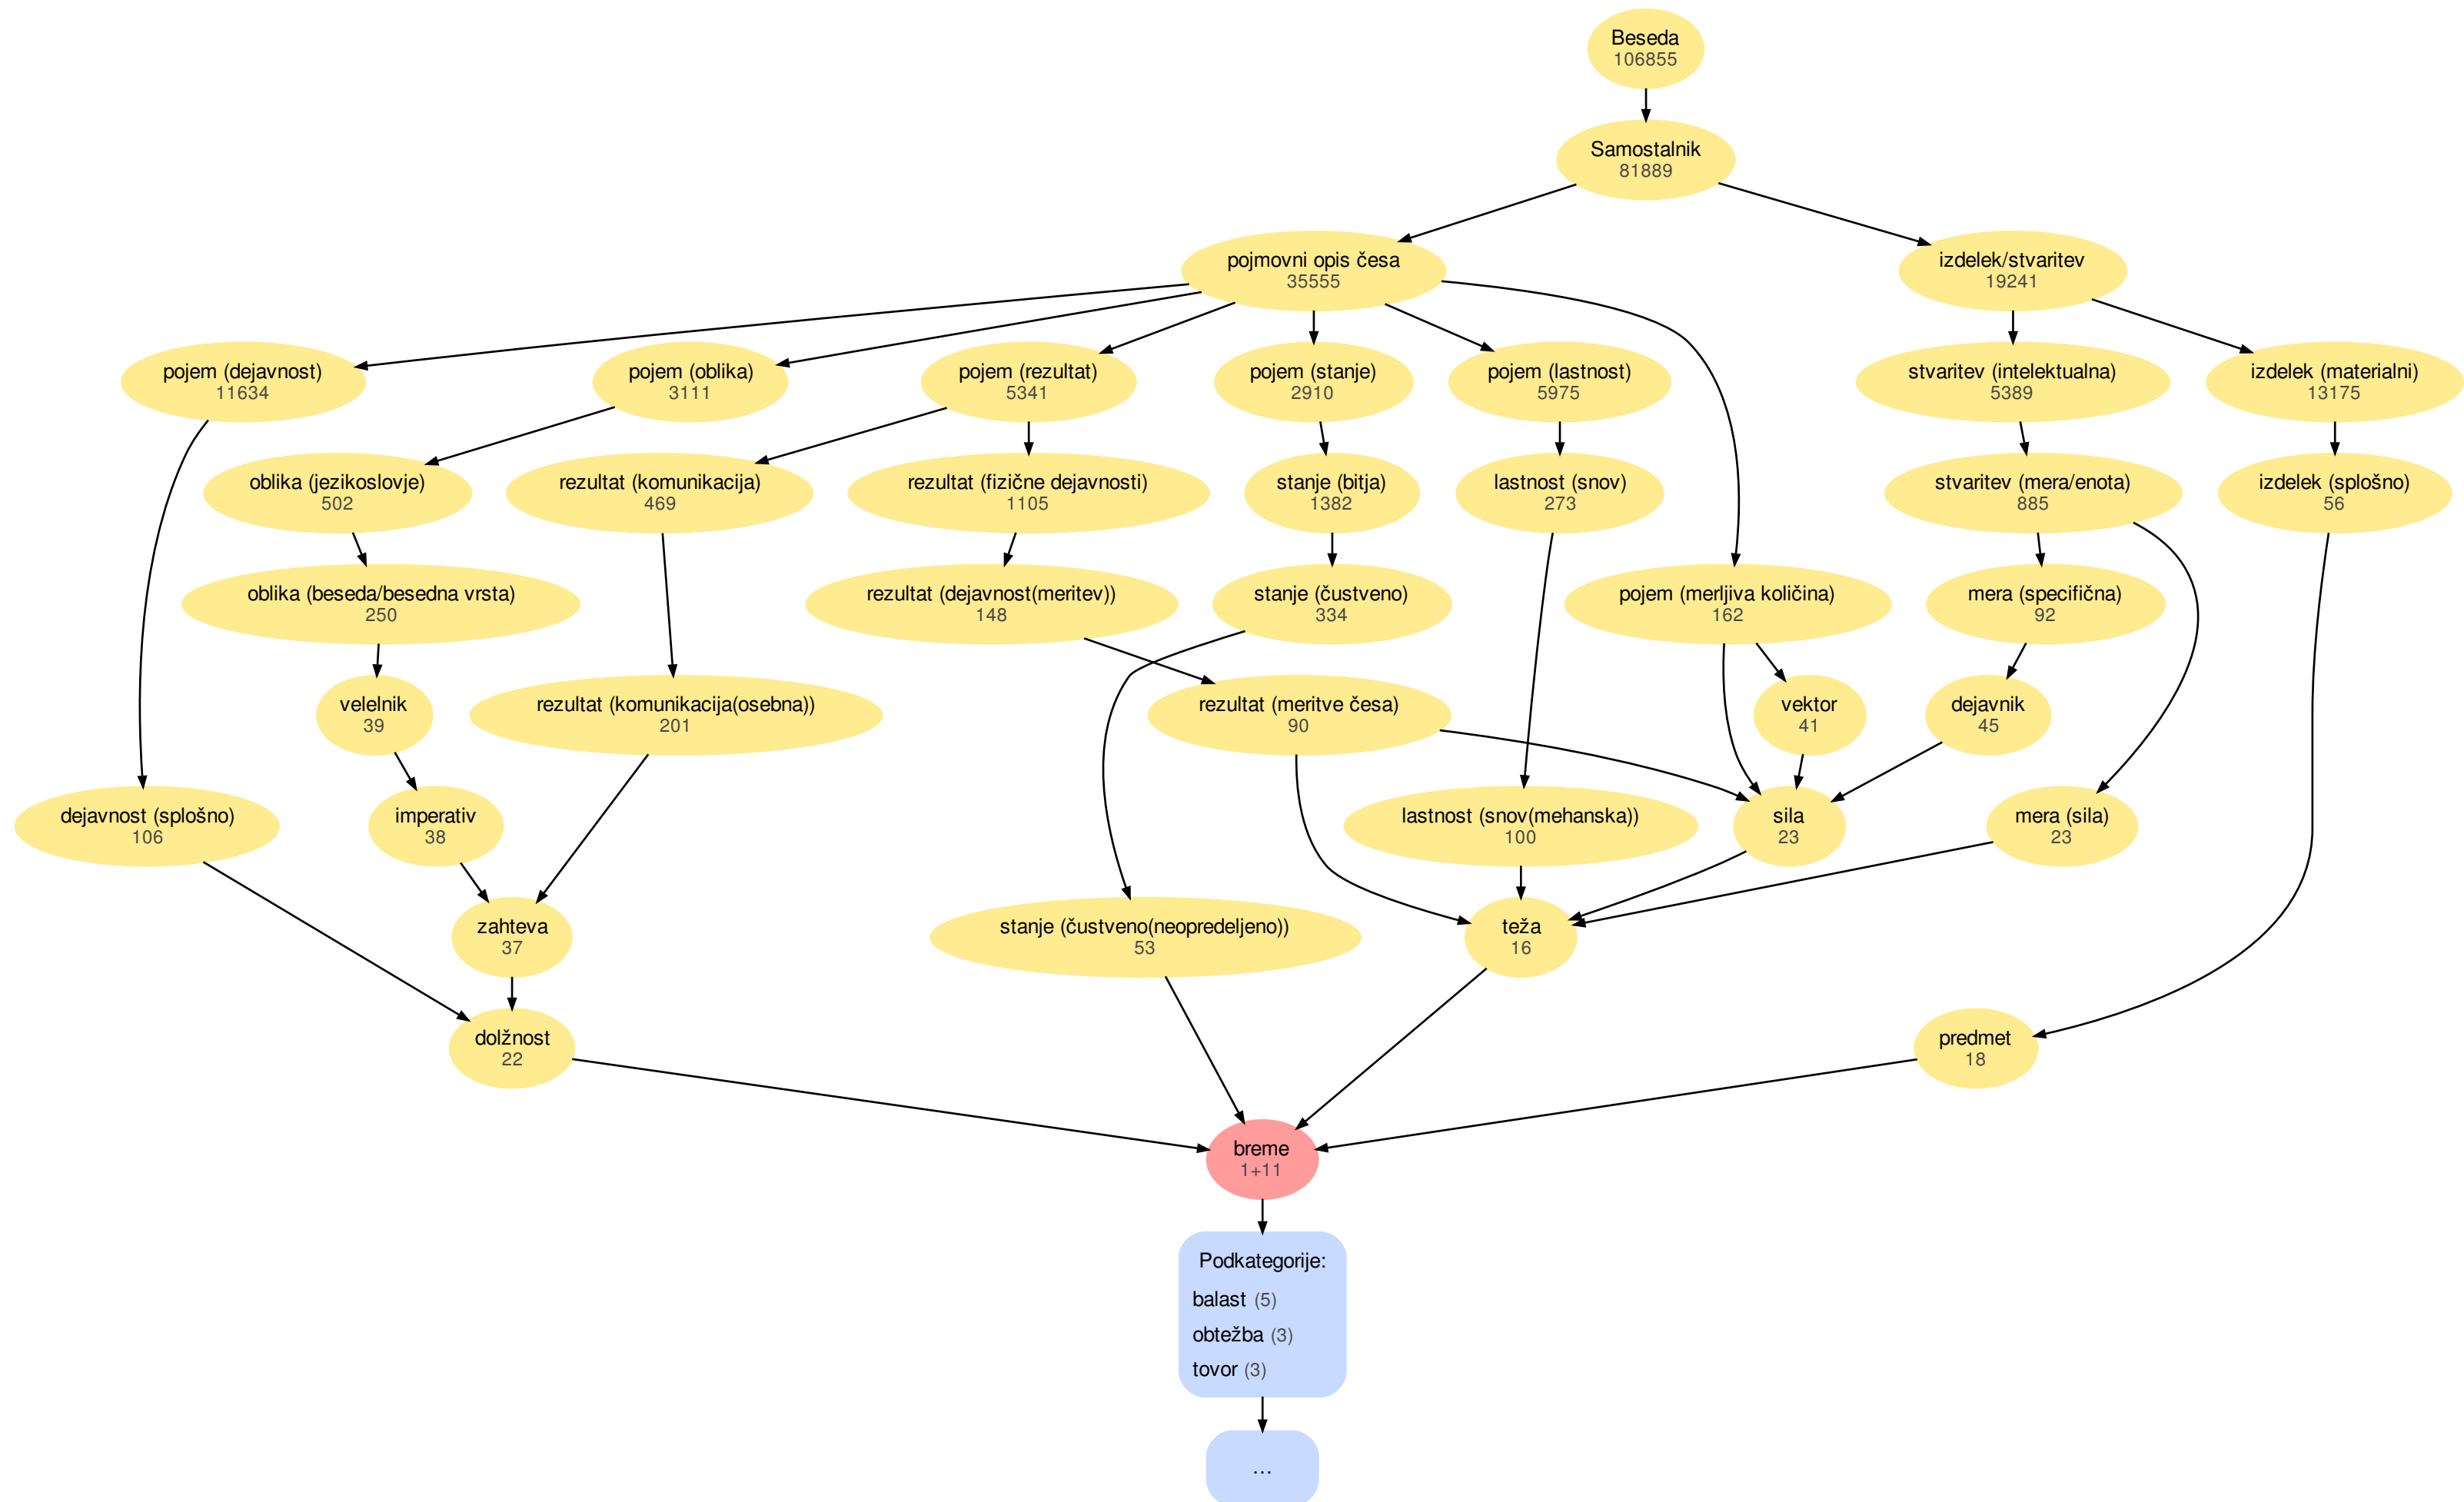 Beseda
106855
Samostalnik
81889
pojmovni opis česa
35555
izdelek/stvaritev
19241
pojem (dejavnost)
11634
pojem (oblika)
3111
pojem (rezultat)
5341
pojem (stanje)
2910
pojem (lastnost)
5975
stvaritev (intelektualna)
5389
izdelek (materialni)
13175
oblika (jezikoslovje)
502
rezultat (komunikacija)
469
rezultat (fizične dejavnosti)
1105
stanje (bitja)
1382
lastnost (snov)
273
stvaritev (mera/enota)
885
izdelek (splošno)
56
oblika (beseda/besedna vrsta)
250
rezultat (dejavnost(meritev))
148
stanje (čustveno)
334
pojem (merljiva količina)
162
mera (specifična)
92
velelnik
39
rezultat (komunikacija(osebna))
201
rezultat (meritve česa)
90
vektor
41
dejavnik
45
dejavnost (splošno)
106
imperativ
38
lastnost (snov(mehanska))
100
sila
23
mera (sila)
23
zahteva
37
stanje (čustveno(neopredeljeno))
53
teža
16
dolžnost
22
predmet
18
breme
1+11
Podkategorije:
balast (5)
obtežba (3)
tovor (3)
...